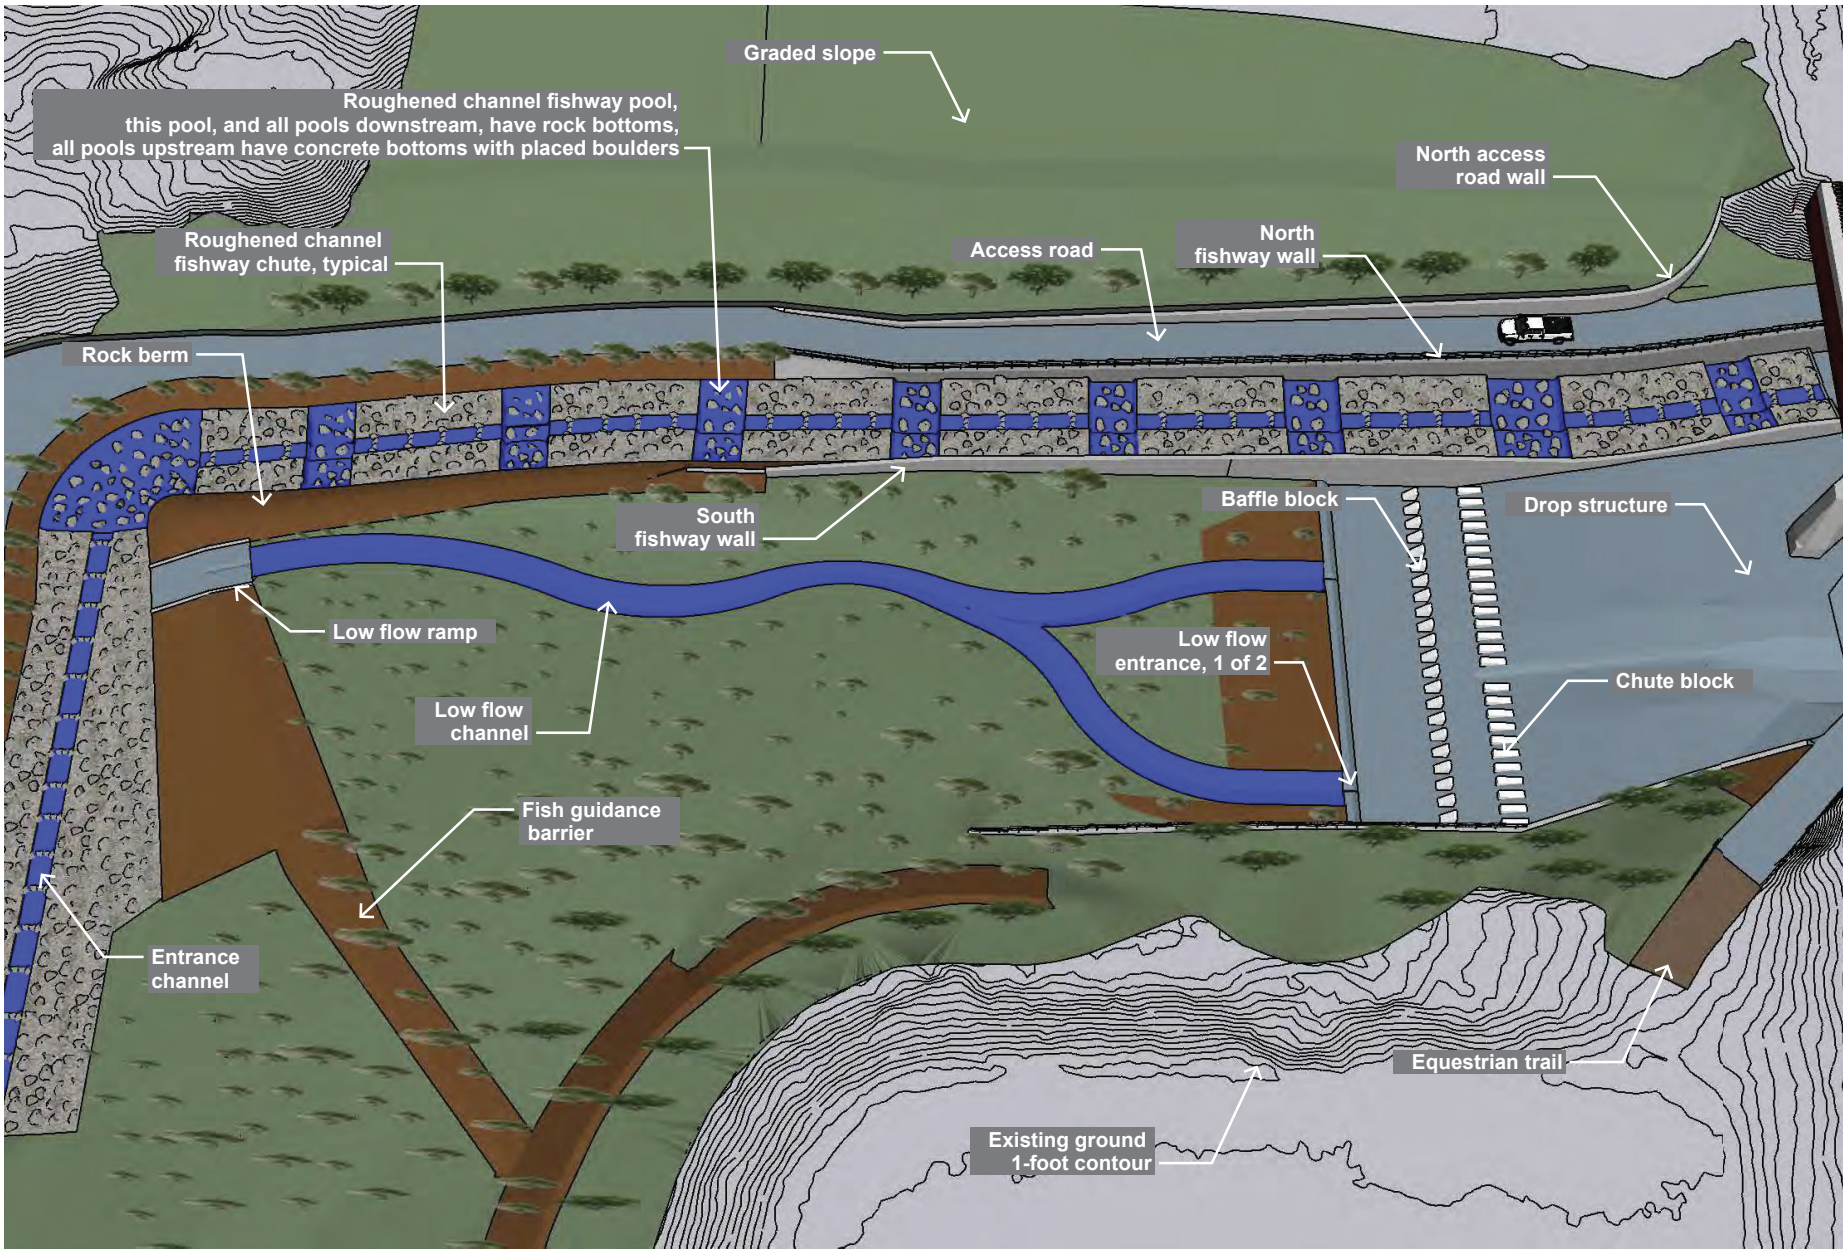 Graded slope
Roughened channel fishway pool,
this pool, and all pools downstream, have rock bottoms,
all pools upstream have concrete bottoms with placed boulders
North access
road wall
Roughened channel
fishway chute, typical
Access road
North
fishway wall
Rock berm
South
fishway wall
Baffle block
Drop structure
Low flow ramp
Low flow
entrance, 1 of 2
Chute block
Low flow
channel
Fish guidance
barrier
Entrance
channel
Equestrian trail
Existing ground
1-foot contour